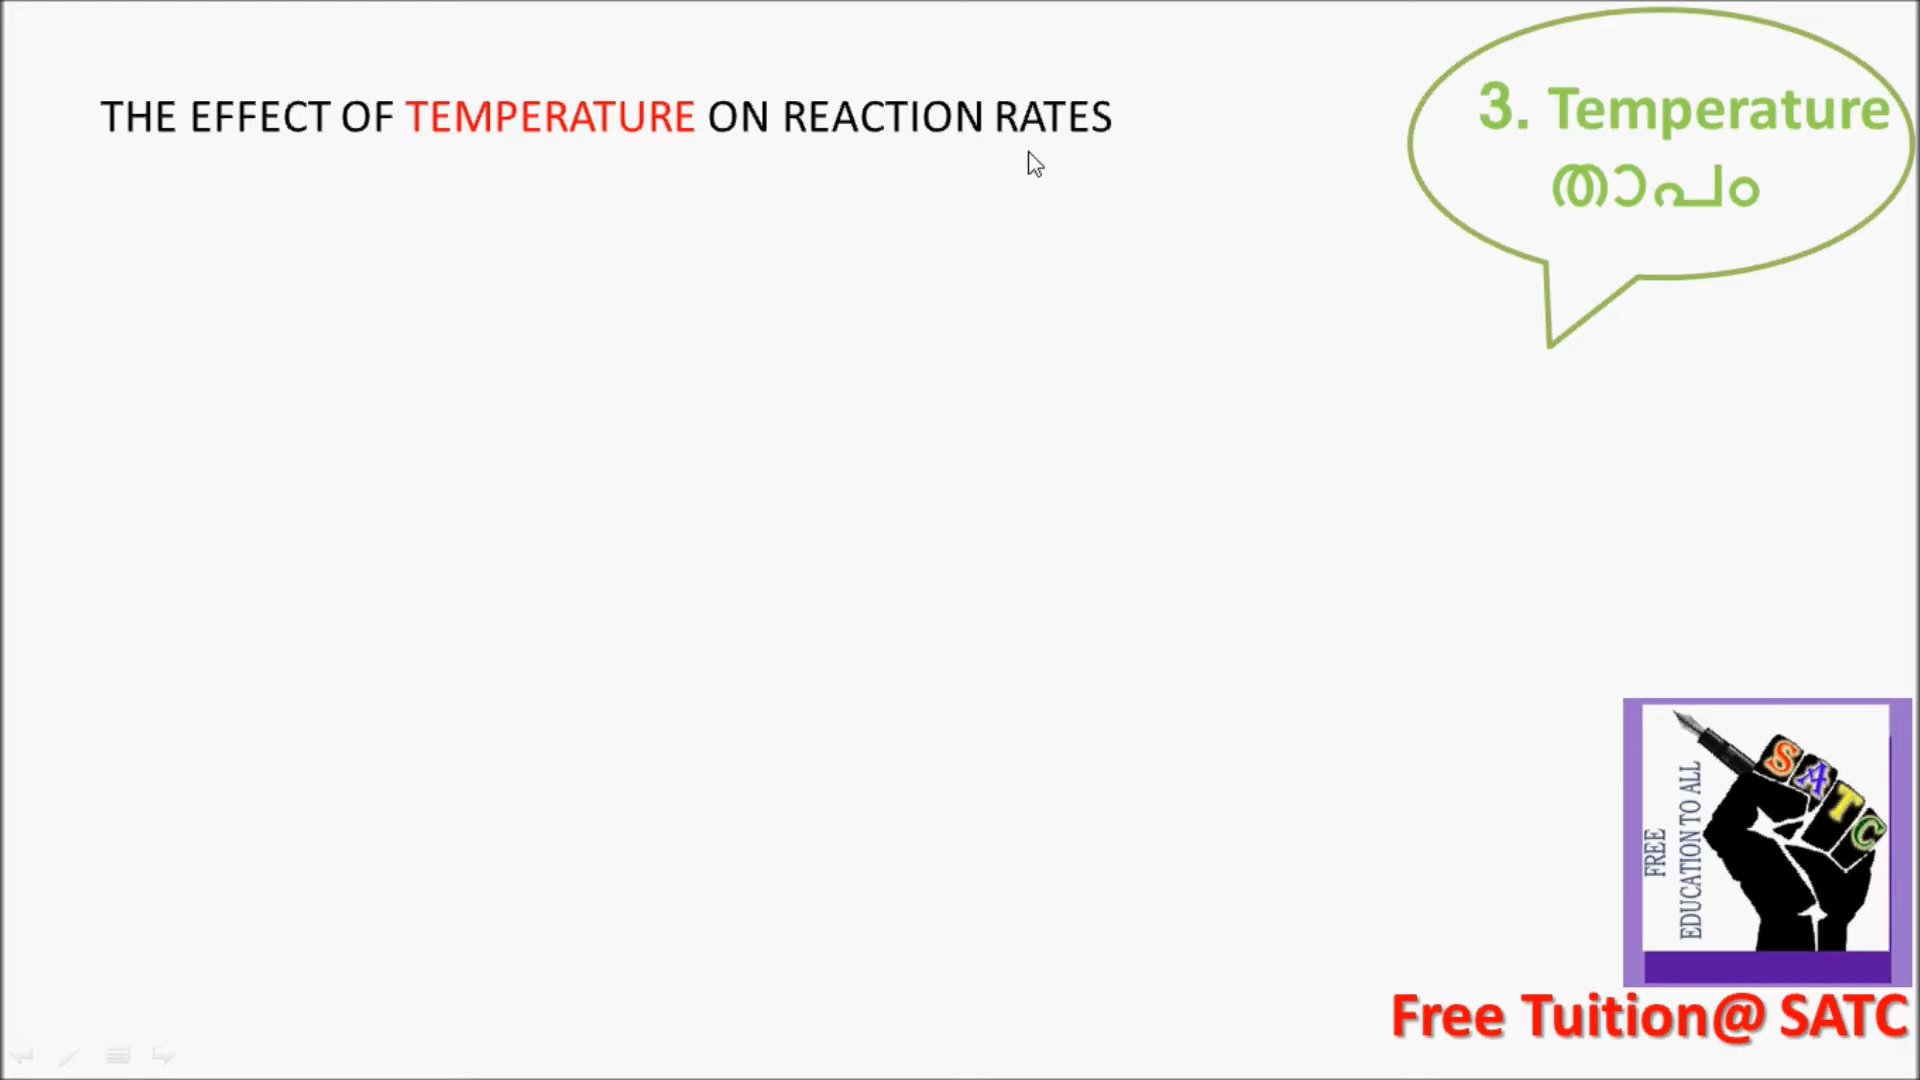 THE EFFECT OF TEMPERATURE ON REACTION RATES
3. Temperature
താപം
FREE
EDUCATION TO ALL
SATC
Free Tuition@ SATC